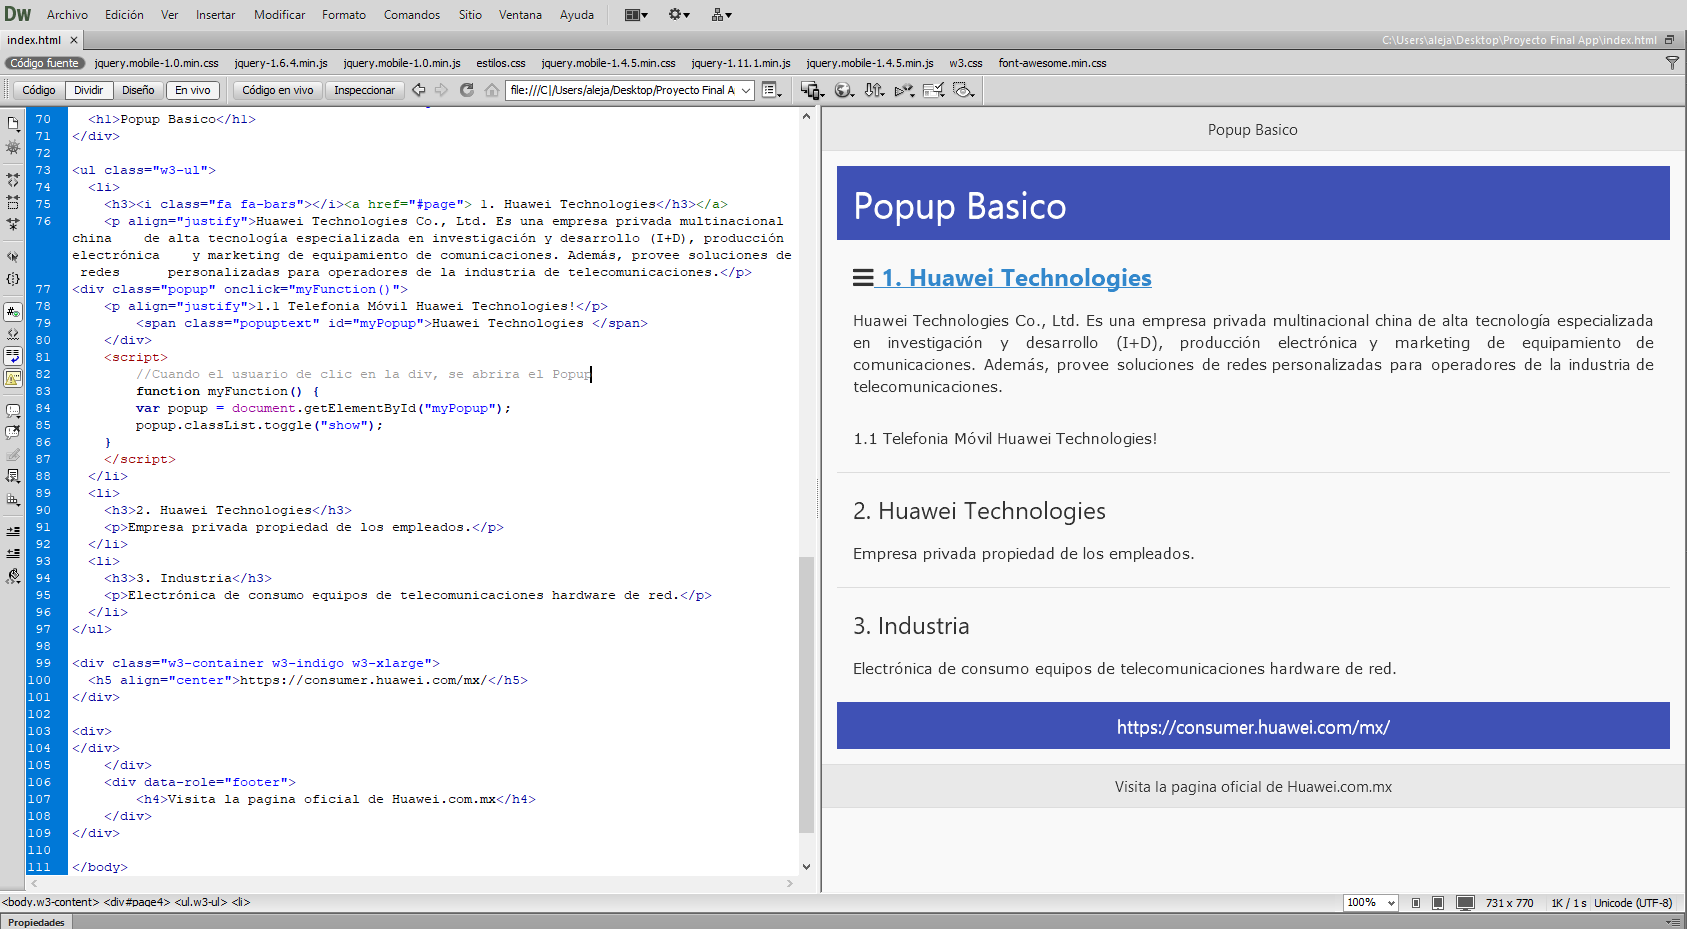 Dw Archivo Edición Ver Insertar Modificar Formato Comandos Sitio Ventana Ayuda
index.html × C:\Users\aleja\Desktop\Proyecto Final App\index.html
Código fuente jquery.mobile-1.0.min.css jquery-1.6.4.min.js jquery.mobile-1.0.min.js estilos.css jquery.mobile-1.4.5.min.css jquery-1.11.1.min.js jquery.mobile-1.4.5.min.js w3.css font-awesome.min.css
Código Dividir Diseño En vivo Código en vivo Inspeccionar file:///C|/Users/aleja/Desktop/Proyecto Final A
70 <h1>Popup Basico</h1>
71 </div>
72
73 <ul class="w3-ul">
74 <li>
75 <h3><i class="fa fa-bars"></i><a href="#page"> 1. Huawei Technologies</h3></a>
76 <p align="justify">Huawei Technologies Co., Ltd. Es una empresa privada multinacional
china de alta tecnología especializada en investigación y desarrollo (I+D), producción
electrónica y marketing de equipamiento de comunicaciones. Además, provee soluciones de
redes personalizadas para operadores de la industria de telecomunicaciones.</p>
77 <div class="popup" onclick="myFunction()">
78 <p align="justify">1.1 Telefonia Móvil Huawei Technologies!</p>
79 <span class="popuptext" id="myPopup">Huawei Technologies </span>
80 </div>
81 <script>
82 //Cuando el usuario de clic en la div, se abrira el Popup
83 function myFunction() {
84 var popup = document.getElementById("myPopup");
85 popup.classList.toggle("show");
86 }
87 </script>
88 </li>
89 <li>
90 <h3>2. Huawei Technologies</h3>
91 <p>Empresa privada propiedad de los empleados.</p>
92 </li>
93 <li>
94 <h3>3. Industria</h3>
95 <p>Electrónica de consumo equipos de telecomunicaciones hardware de red.</p>
96 </li>
97 </ul>
98
99 <div class="w3-container w3-indigo w3-xlarge">
100 <h5 align="center">https://consumer.huawei.com/mx/</h5>
101 </div>
102
103 <div>
104 </div>
105 </div>
106 <div data-role="footer">
107 <h4>Visita la pagina oficial de Huawei.com.mx</h4>
108 </div>
109 </div>
110
111 </body>
Popup Basico
Popup Basico
1. Huawei Technologies
Huawei Technologies Co., Ltd. Es una empresa privada multinacional china de alta tecnología especializada
en investigación y desarrollo (I+D), producción electrónica y marketing de equipamiento de
comunicaciones. Además, provee soluciones de redes personalizadas para operadores de la industria de
telecomunicaciones.
1.1 Telefonia Móvil Huawei Technologies!
2. Huawei Technologies
Empresa privada propiedad de los empleados.
3. Industria
Electrónica de consumo equipos de telecomunicaciones hardware de red.
https://consumer.huawei.com/mx/
Visita la pagina oficial de Huawei.com.mx
<body.w3-content> <div#page4> <ul.w3-ul> <li> 100% 731 x 770 1K / 1 s Unicode (UTF-8)
Propiedades